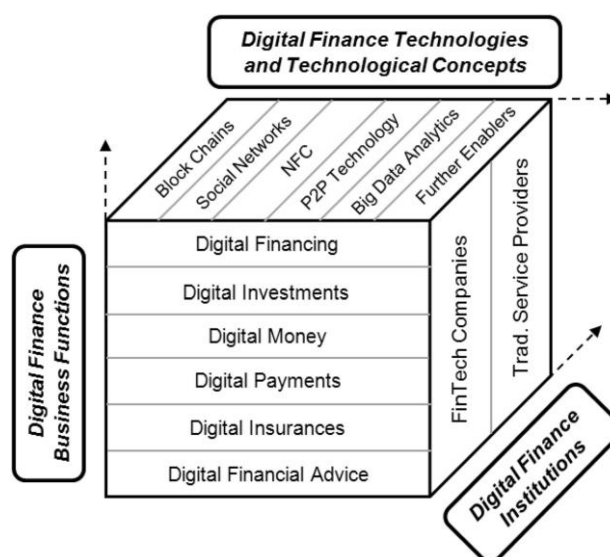 Digital Finance Technologies
and Technological Concepts
Block Chains
Social Networks
NFC
P2P Technology
Big Data Analytics
Further Enablers
Digital Finance
Business Functions
Digital Financing
Digital Investments
Digital Money
Digital Payments
Digital Insurances
Digital Financial Advice
FinTech Companies
Trad. Service Providers
Digital Finance
Institutions